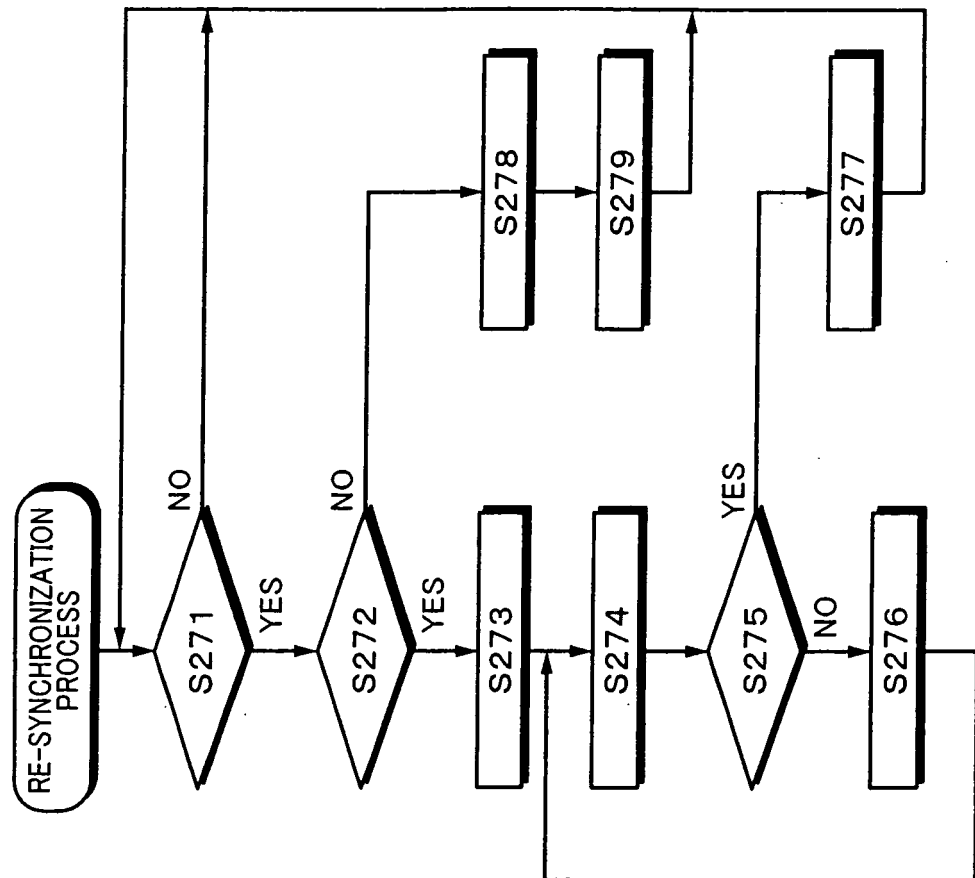 RE-SYNCHRONIZATION
PROCESS
S271
NO
YES
S272
NO
YES
S273
S278
S274
S279
S275
YES
NO
S276
S277